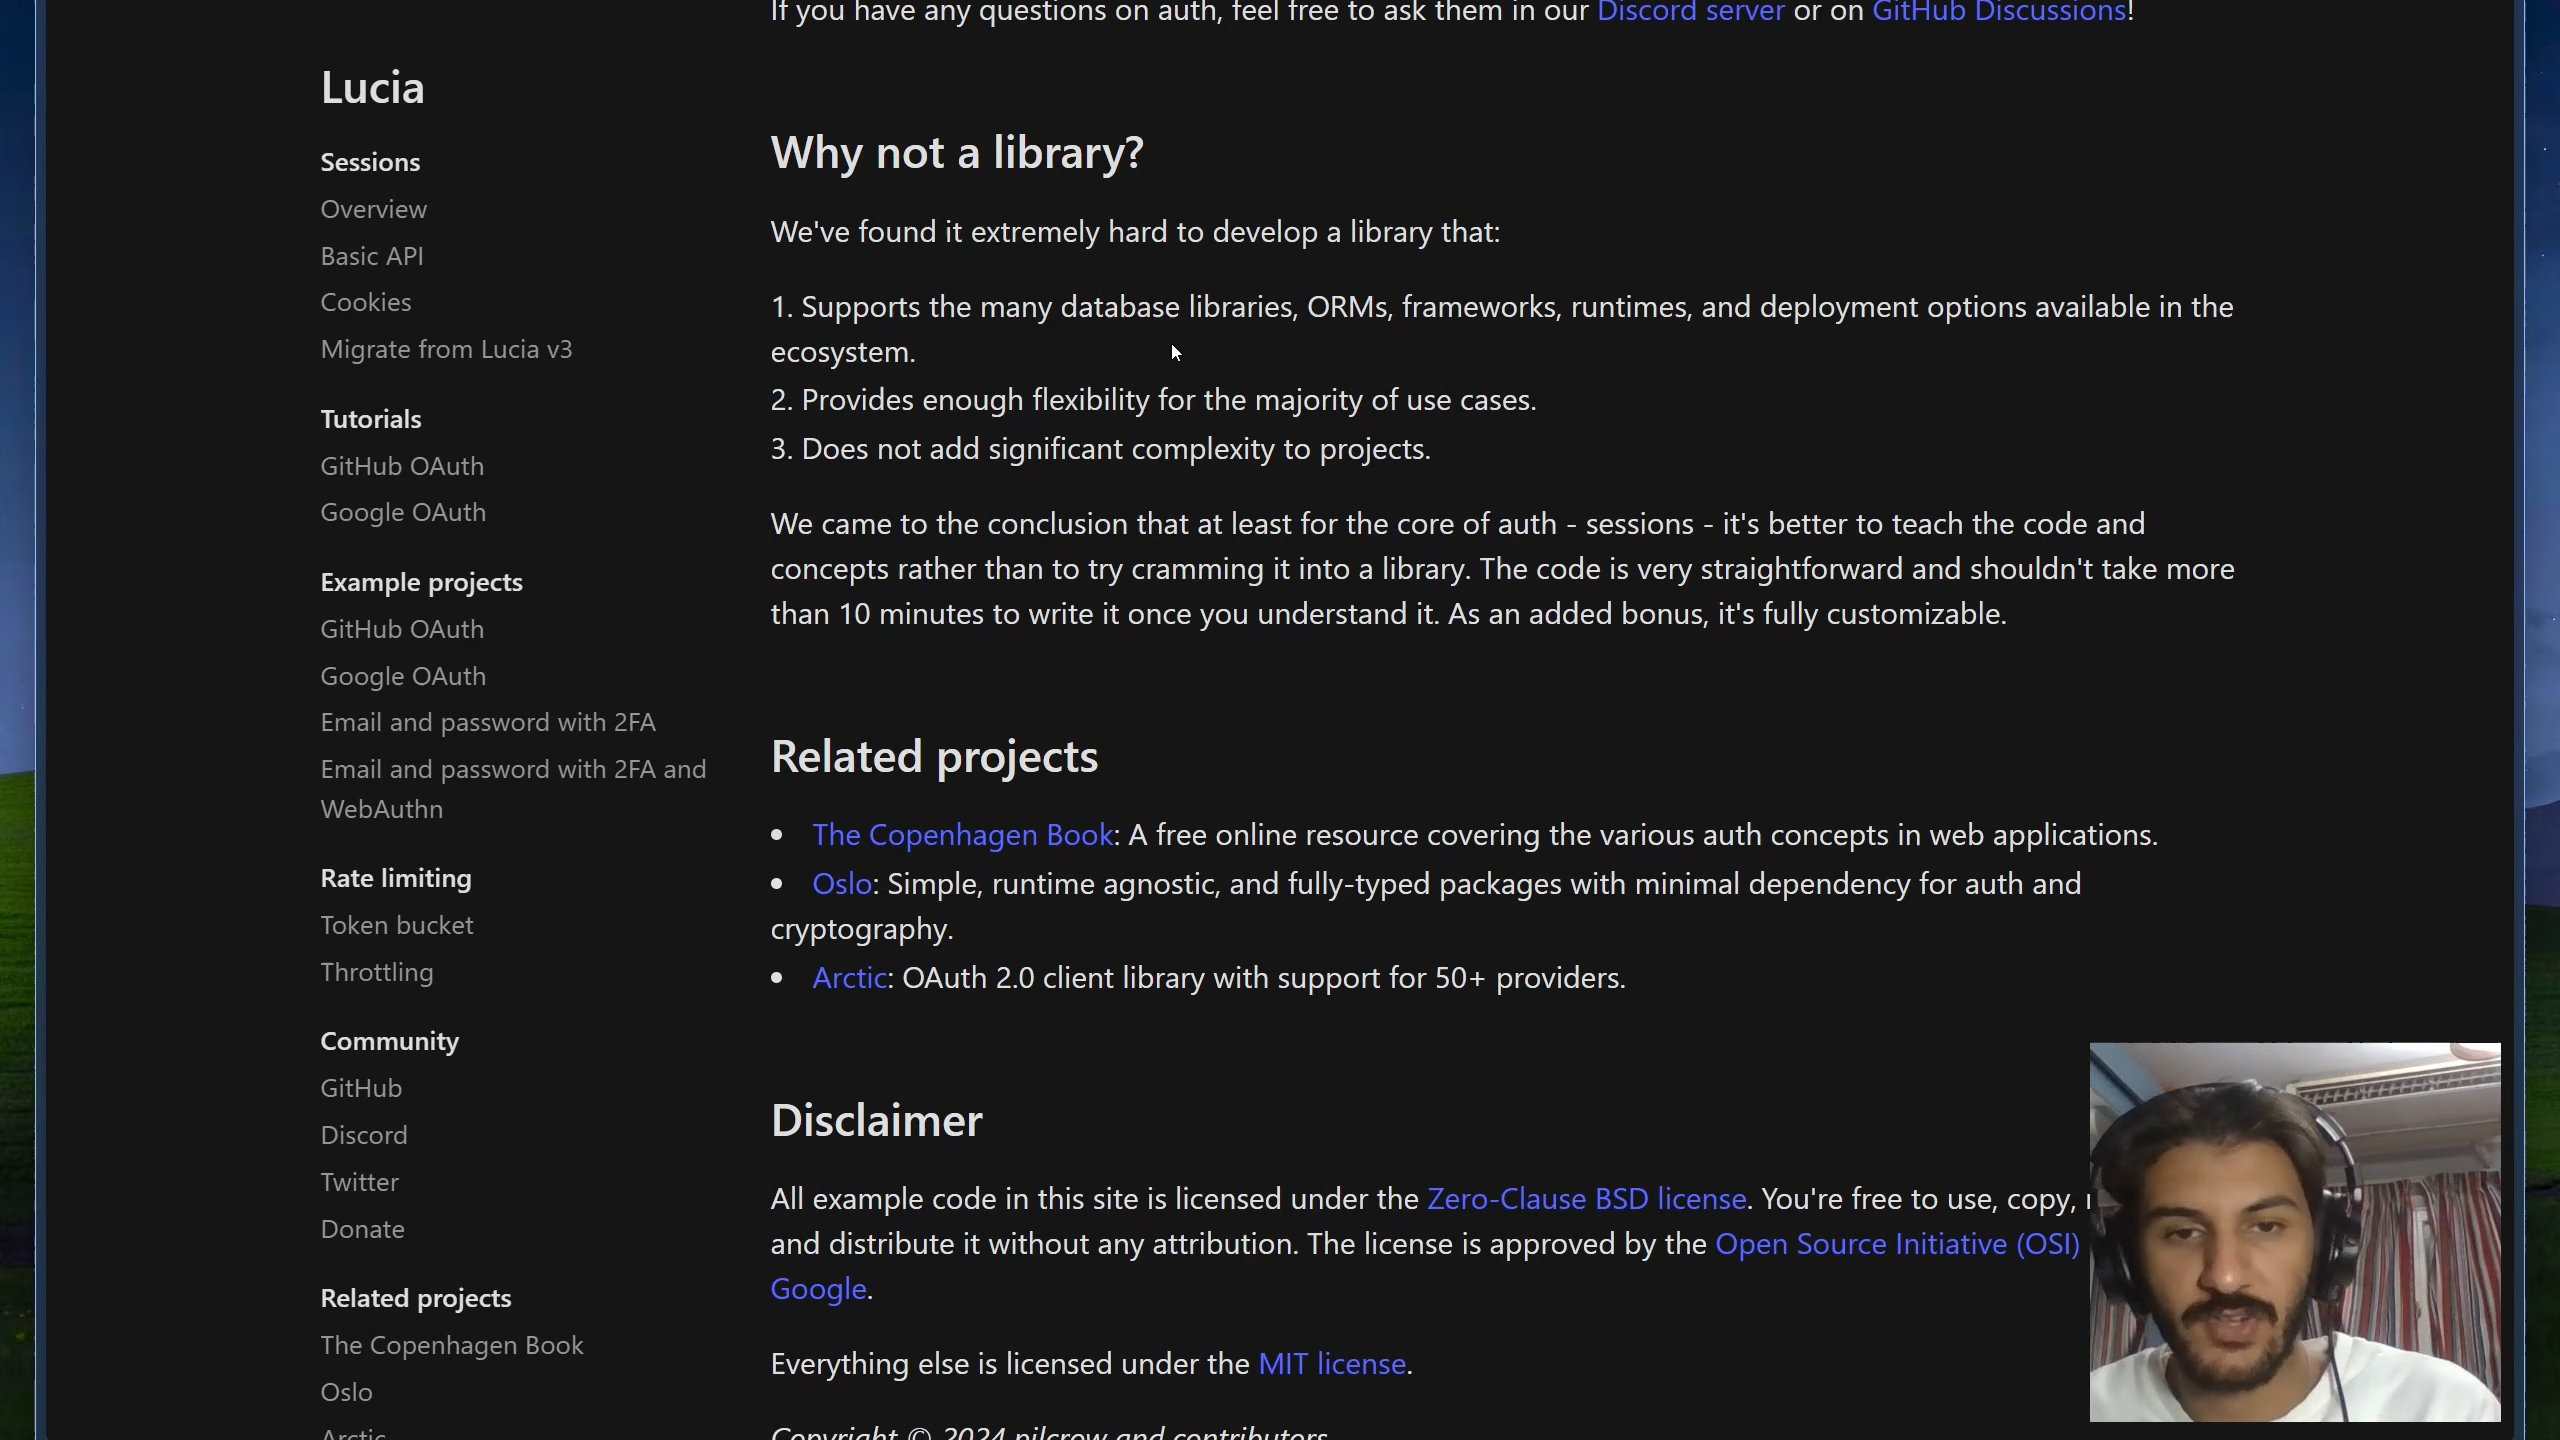 If you have any questions on auth, feel free to ask them in our Discord server or on GitHub Discussions!
Lucia
Sessions
Overview
Basic API
Cookies
Migrate from Lucia v3
Tutorials
GitHub OAuth
Google OAuth
Example projects
GitHub OAuth
Google OAuth
Email and password with 2FA
Email and password with 2FA and
WebAuthn
Rate limiting
Token bucket
Throttling
Community
GitHub
Discord
Twitter
Donate
Related projects
The Copenhagen Book
Oslo
Arctic
Why not a library?
We've found it extremely hard to develop a library that:
1. Supports the many database libraries, ORMs, frameworks, runtimes, and deployment options available in the
ecosystem.
2. Provides enough flexibility for the majority of use cases.
3. Does not add significant complexity to projects.
We came to the conclusion that at least for the core of auth - sessions - it's better to teach the code and
concepts rather than to try cramming it into a library. The code is very straightforward and shouldn't take more
than 10 minutes to write it once you understand it. As an added bonus, it's fully customizable.
Related projects
• The Copenhagen Book: A free online resource covering the various auth concepts in web applications.
• Oslo: Simple, runtime agnostic, and fully-typed packages with minimal dependency for auth and
cryptography.
• Arctic: OAuth 2.0 client library with support for 50+ providers.
Disclaimer
All example code in this site is licensed under the Zero-Clause BSD license. You're free to use, copy,
and distribute it without any attribution. The license is approved by the Open Source Initiative (OSI)
Google.
Everything else is licensed under the MIT license.
Copyright © 2024 pilcrow and contributors